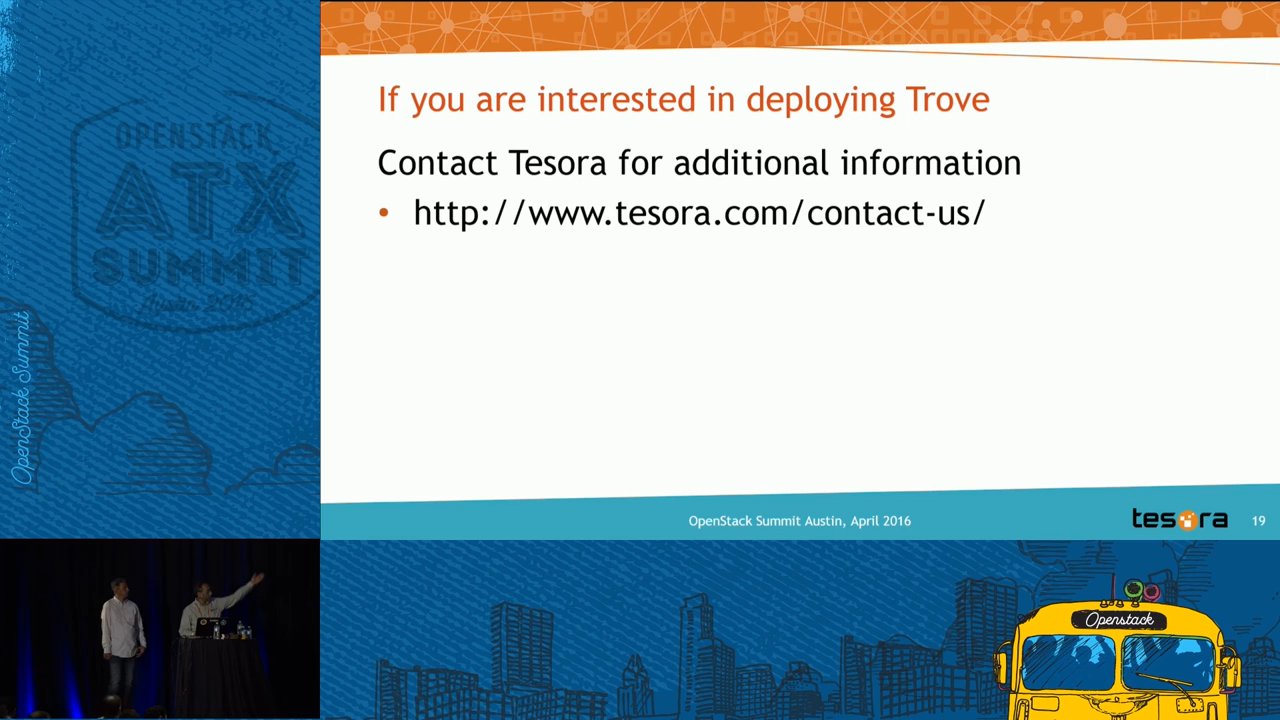 OPENSTACK
ATX
SUMMIT
Austin 2016
OpenStack Summit
If you are interested in deploying Trove
Contact Tesora for additional information
• http://www.tesora.com/contact-us/
OpenStack Summit Austin, April 2016
tesora
19
Openstack